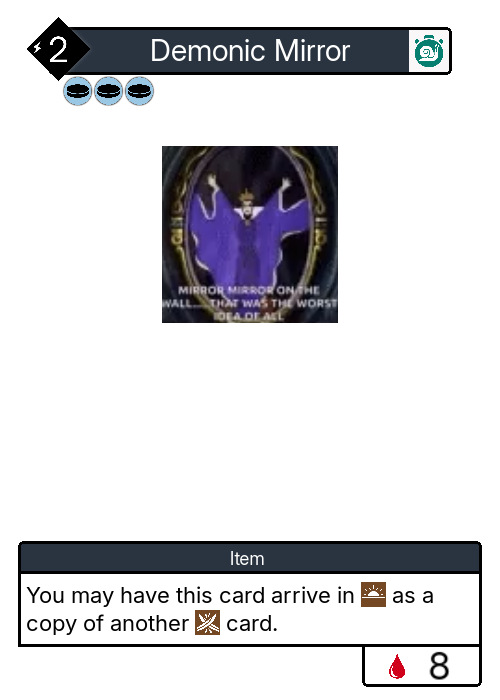 2 Demonic Mirror
MIRROR MIRROR ON THE
WALL.....THAT WAS THE WORST
IDEA OF ALL
Item
You may have this card arrive in as a
copy of another card.
8